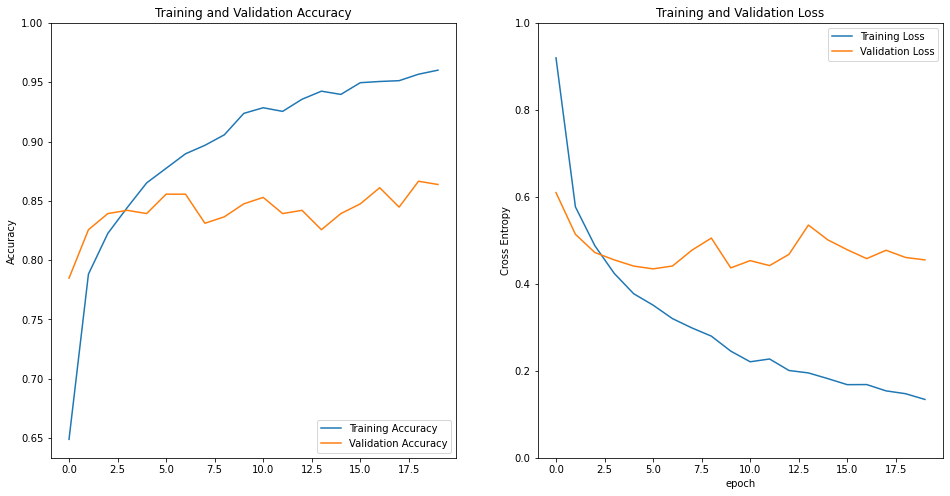 Training and Validation Accuracy
1.00
0.95
0.90
0.85
0.80
0.75
0.70
0.65
Accuracy
Training Accuracy
Validation Accuracy
0.0 2.5 5.0 7.5 10.0 12.5 15.0 17.5
Training and Validation Loss
Training Loss
Validation Loss
1.0
0.8
0.6
0.4
0.2
0.0
Cross Entropy
0.0 2.5 5.0 7.5 10.0 12.5 15.0 17.5
epoch